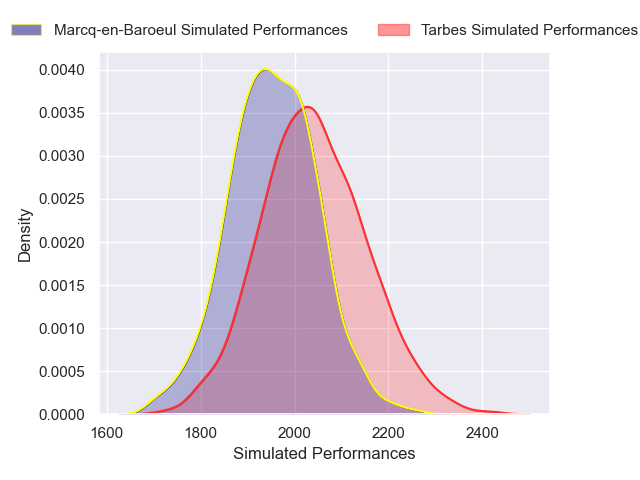 Marcq-en-Baroeul Simulated Performances Tarbes Simulated Performances
0.0040
0.0035
0.0030
0.0025
0.0020
0.0015
0.0010
0.0005
0.0000
Density
1600 1800 2000 2200 2400
Simulated Performances